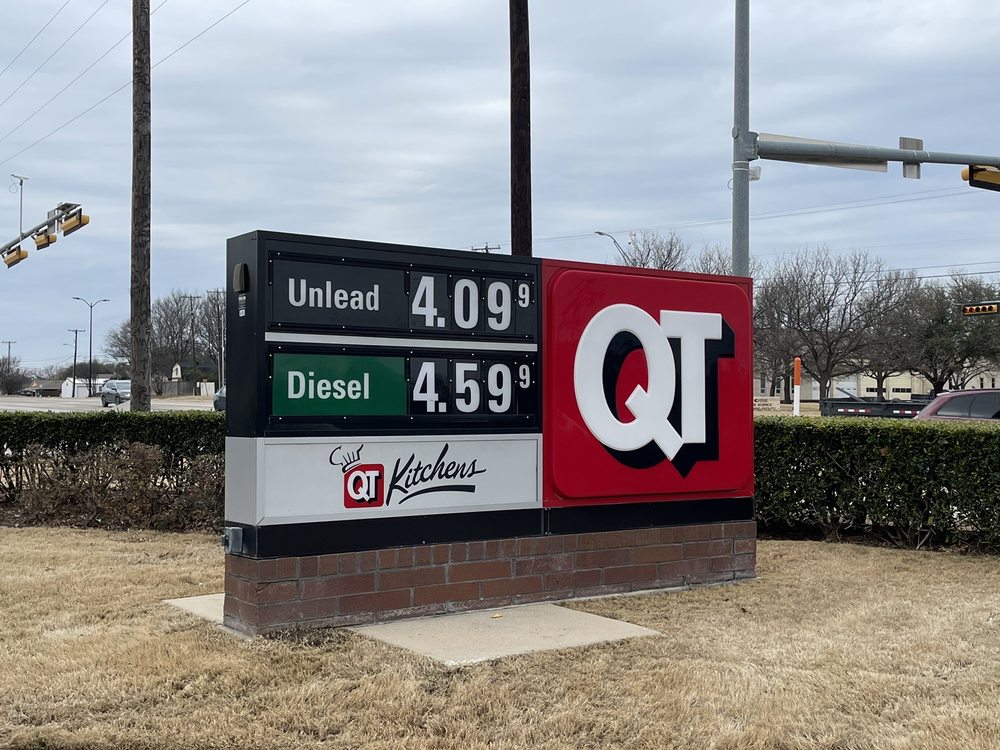 Unlead 4.09 9
Diesel 4.59 9
QT Kitchens
QT